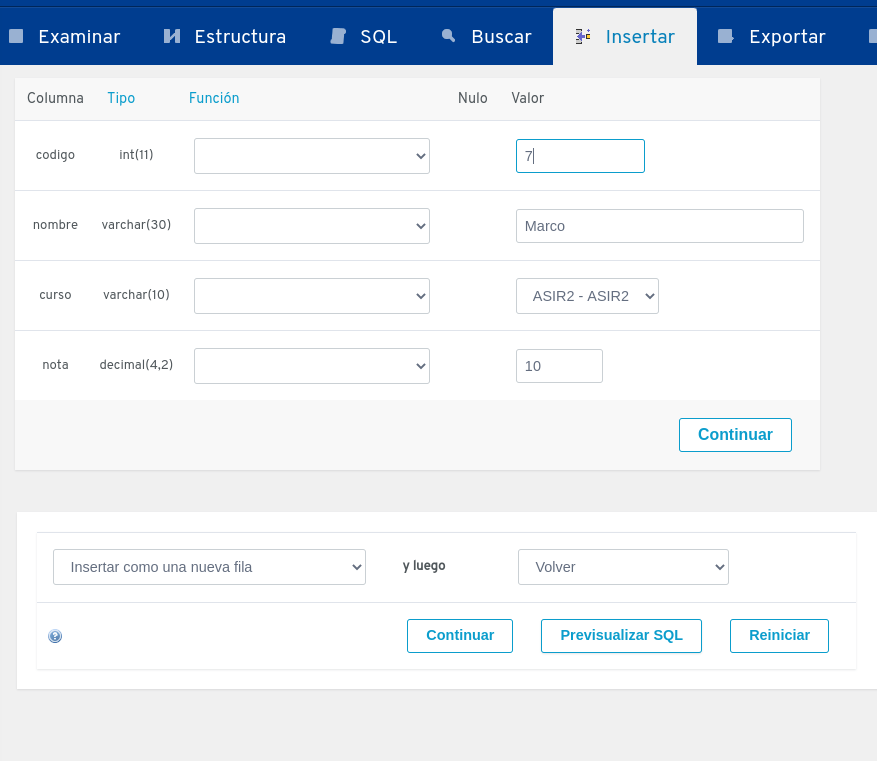 Examinar Estructura SQL Buscar Insertar Exportar
Columna Tipo Función Nulo Valor
codigo int(11) 7
nombre varchar(30) Marco
curso varchar(10) ASIR2 - ASIR2
nota decimal(4,2) 10
Continuar
Insertar como una nueva fila y luego Volver
Continuar Previsualizar SQL Reiniciar